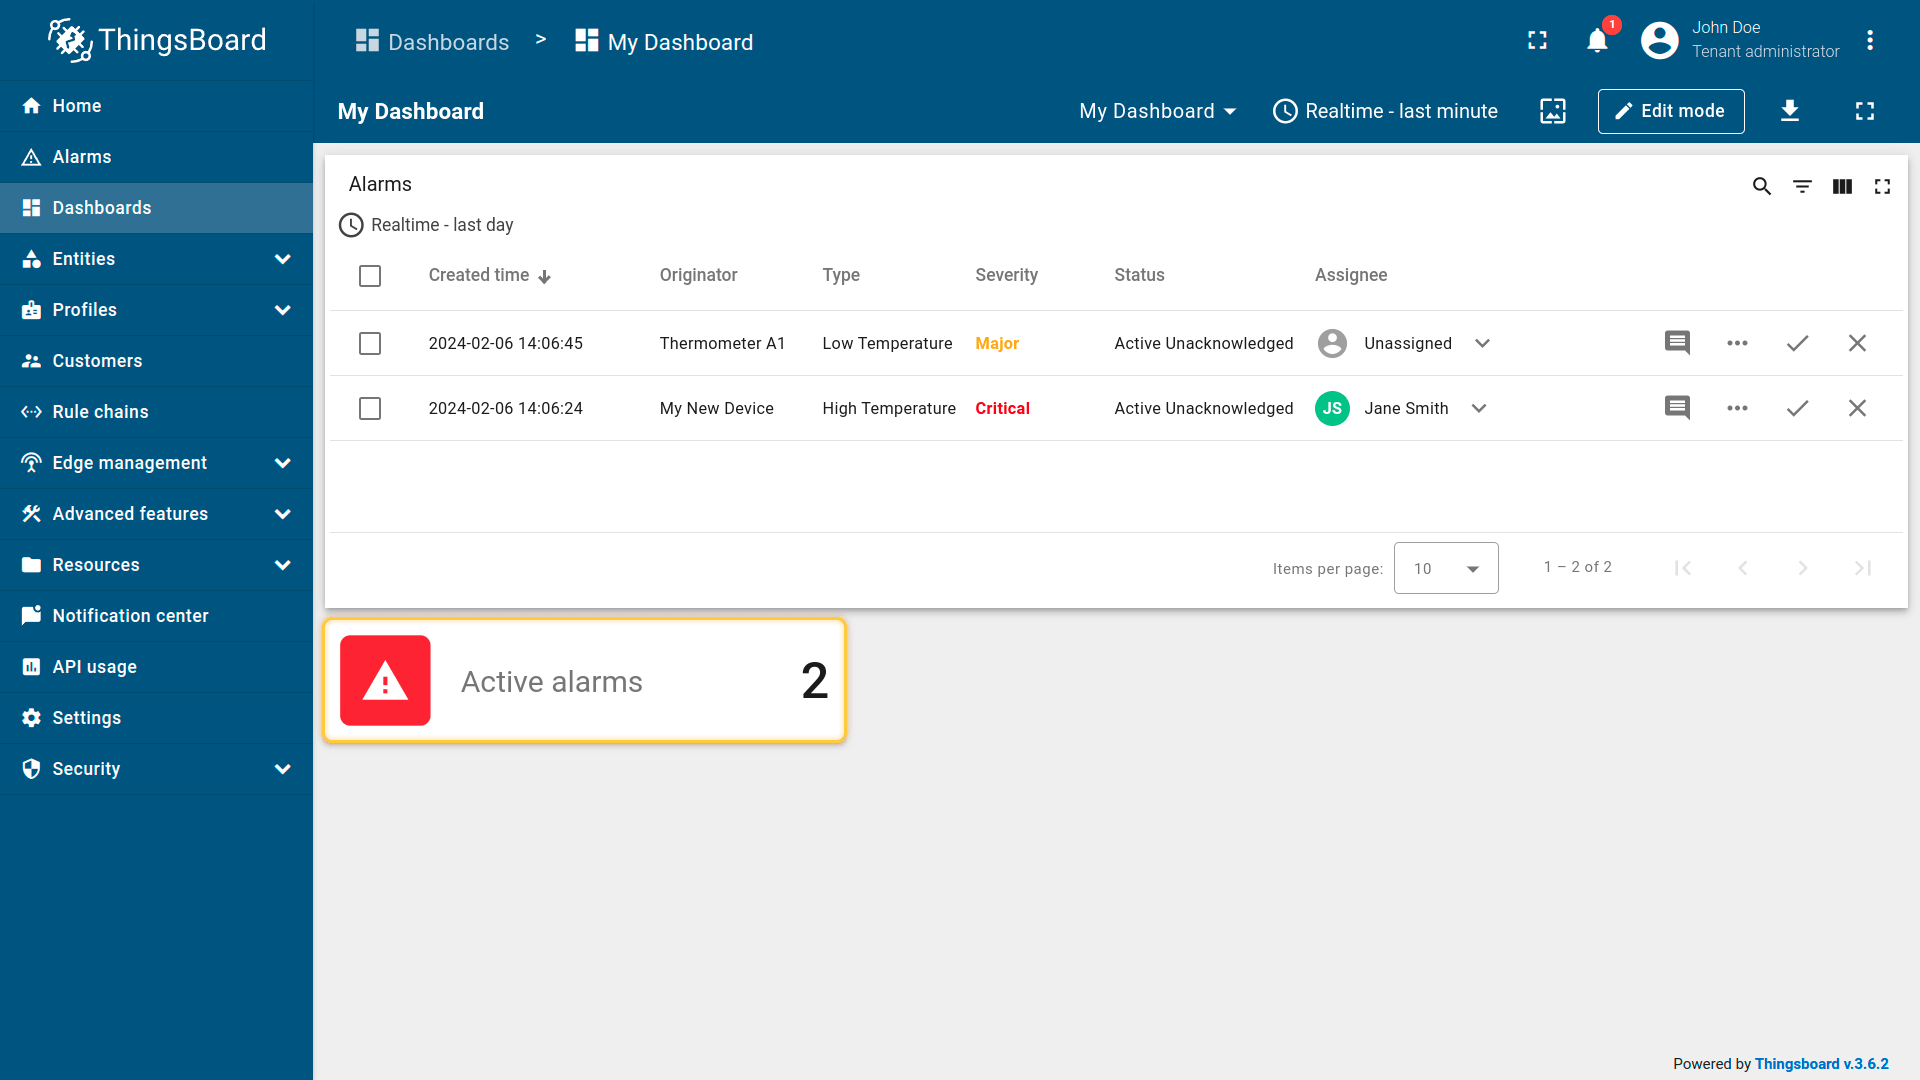 ThingsBoard
Dashboards > My Dashboard
1
John Doe
Tenant administrator
Home
Alarms
Dashboards
Entities
Profiles
Customers
Rule chains
Edge management
Advanced features
Resources
Notification center
API usage
Settings
Security
My Dashboard
My Dashboard
Realtime - last minute
Edit mode
Alarms
Realtime - last day
Created time Originator Type Severity Status Assignee
2024-02-06 14:06:45 Thermometer A1 Low Temperature Major Active Unacknowledged Unassigned
2024-02-06 14:06:24 My New Device High Temperature Critical Active Unacknowledged JS Jane Smith
Items per page: 10 1 – 2 of 2
Active alarms 2
Powered by Thingsboard v.3.6.2